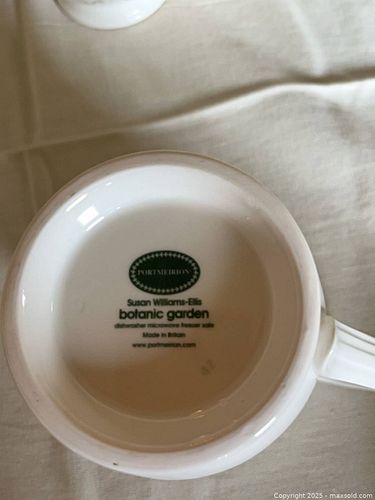 PORTMEIRION
Susan Williams-Ellis
botanic garden
dishwasher microwave freezer safe
Made in Britain
www.portmeirion.com
Copyright 2025 - maxsold.com